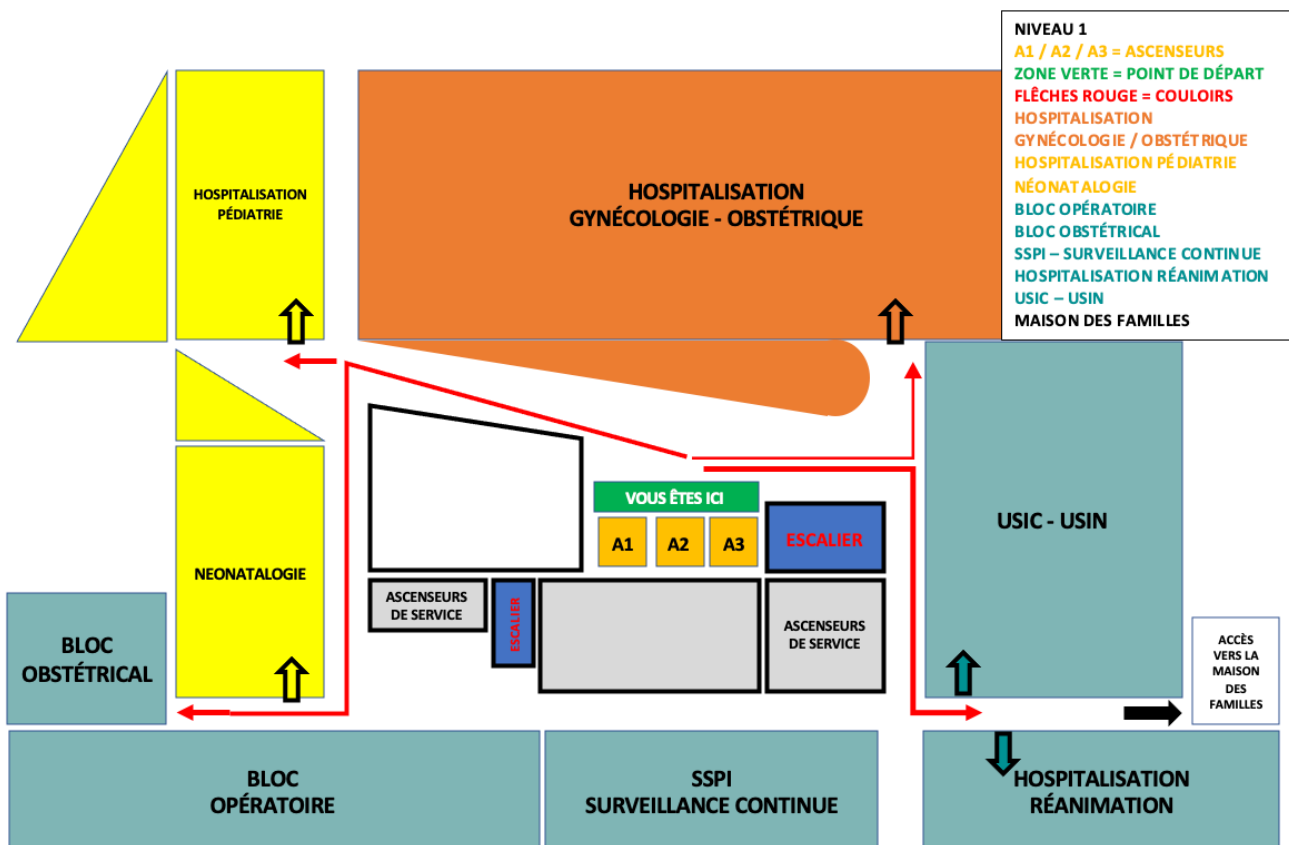 NIVEAU 1
A1 / A2 / A3 = ASCENSEURS
ZONE VERTE = POINT DE DÉPART
FLÊCHES ROUGE = COULOIRS
HOSPITALISATION
GYNÉCOLOGIE / OBSTÉTRIQUE
HOSPITALISATION PÉDIATRIE
NÉONATALOGIE
BLOC OPÉRATOIRE
BLOC OBSTÉTRICAL
SSPI – SURVEILLANCE CONTINUE
HOSPITALISATION RÉANIMATION
USIC – USIN
MAISON DES FAMILLES
HOSPITALISATION
PÉDIATRIE
HOSPITALISATION
GYNÉCOLOGIE - OBSTÉTRIQUE
VOUS ÊTES ICI
A1
A2
A3
ESCALIER
USIC - USIN
NEONATALOGIE
ASCENSEURS
DE SERVICE
ESCALIER
ASCENSEURS
DE SERVICE
BLOC
OBSTÉTRICAL
ACCÈS
VERS LA
MAISON
DES
FAMILLES
BLOC
OPÉRATOIRE
SSPI
SURVEILLANCE CONTINUE
HOSPITALISATION
RÉANIMATION